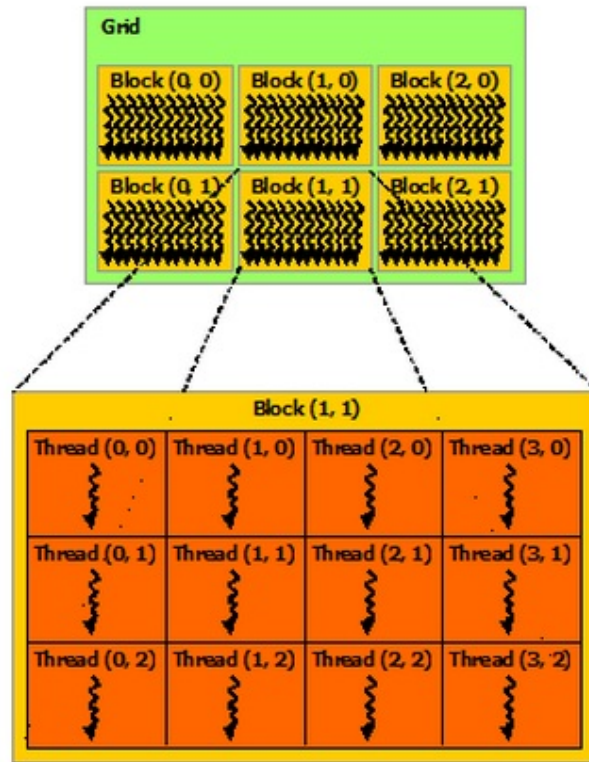 Grid
Block (0, 0) Block (1, 0) Block (2, 0)
Block (0, 1) Block (1, 1) Block (2, 1)
Block (1, 1)
Thread (0, 0) Thread (1, 0) Thread (2, 0) Thread (3, 0)
Thread (0, 1) Thread (1, 1) Thread (2, 1) Thread (3, 1)
Thread (0, 2) Thread (1, 2) Thread (2, 2) Thread (3, 2)